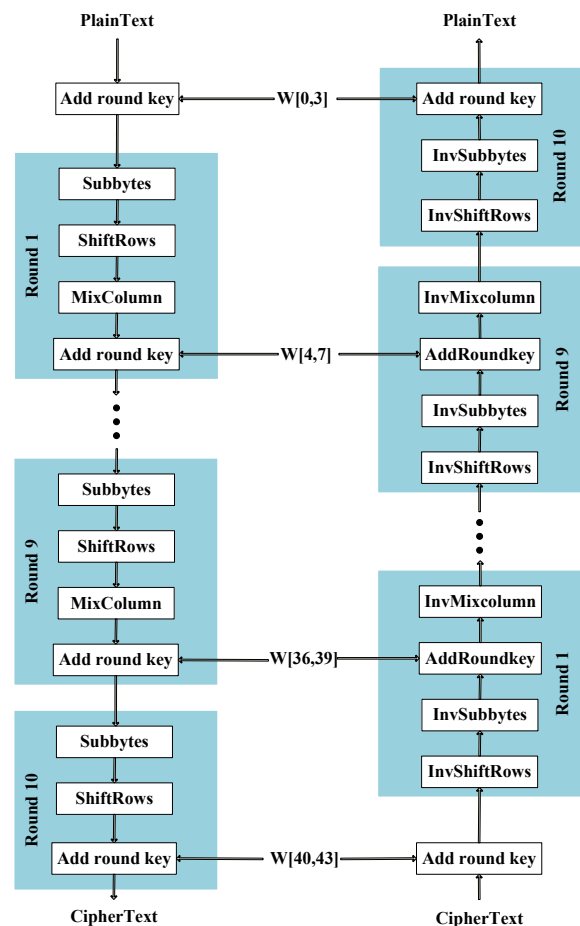 PlainText
Add round key
Round 1
Subbytes
ShiftRows
MixColumn
Add round key
Round 9
Subbytes
ShiftRows
MixColumn
Add round key
Round 10
Subbytes
ShiftRows
Add round key
CipherText
W[0,3]
W[4,7]
W[36,39]
W[40,43]
PlainText
Add round key
InvSubbytes
InvShiftRows
Round 10
InvMixcolumn
AddRoundkey
InvSubbytes
InvShiftRows
Round 9
InvMixcolumn
AddRoundkey
InvSubbytes
InvShiftRows
Round 1
Add round key
CipherText